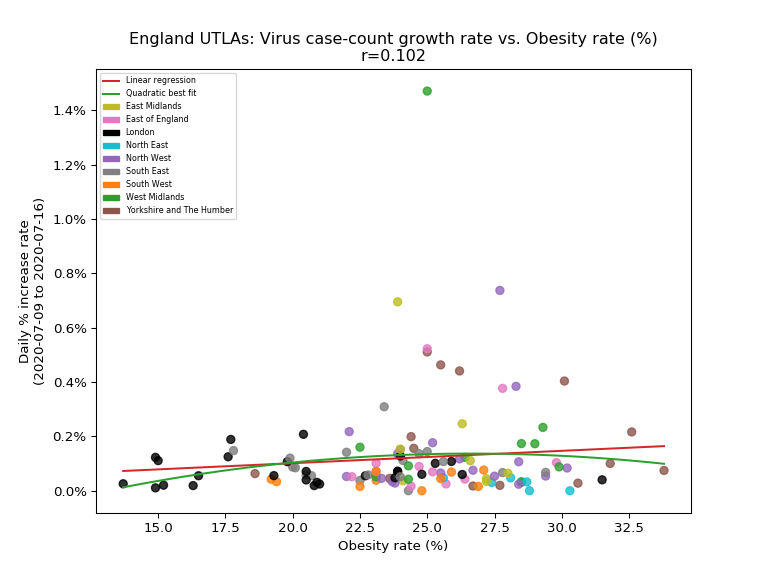 England UTLAs: Virus case-count growth rate vs. Obesity rate (%)
r=0.102
Linear regression
Quadratic best fit
East Midlands
East of England
London
North East
North West
South East
South West
West Midlands
Yorkshire and The Humber
1.4%
1.2%
1.0%
0.8%
0.6%
0.4%
0.2%
0.0%
Daily % increase rate
(2020-07-09 to 2020-07-16)
15.0 17.5 20.0 22.5 25.0 27.5 30.0 32.5
Obesity rate (%)